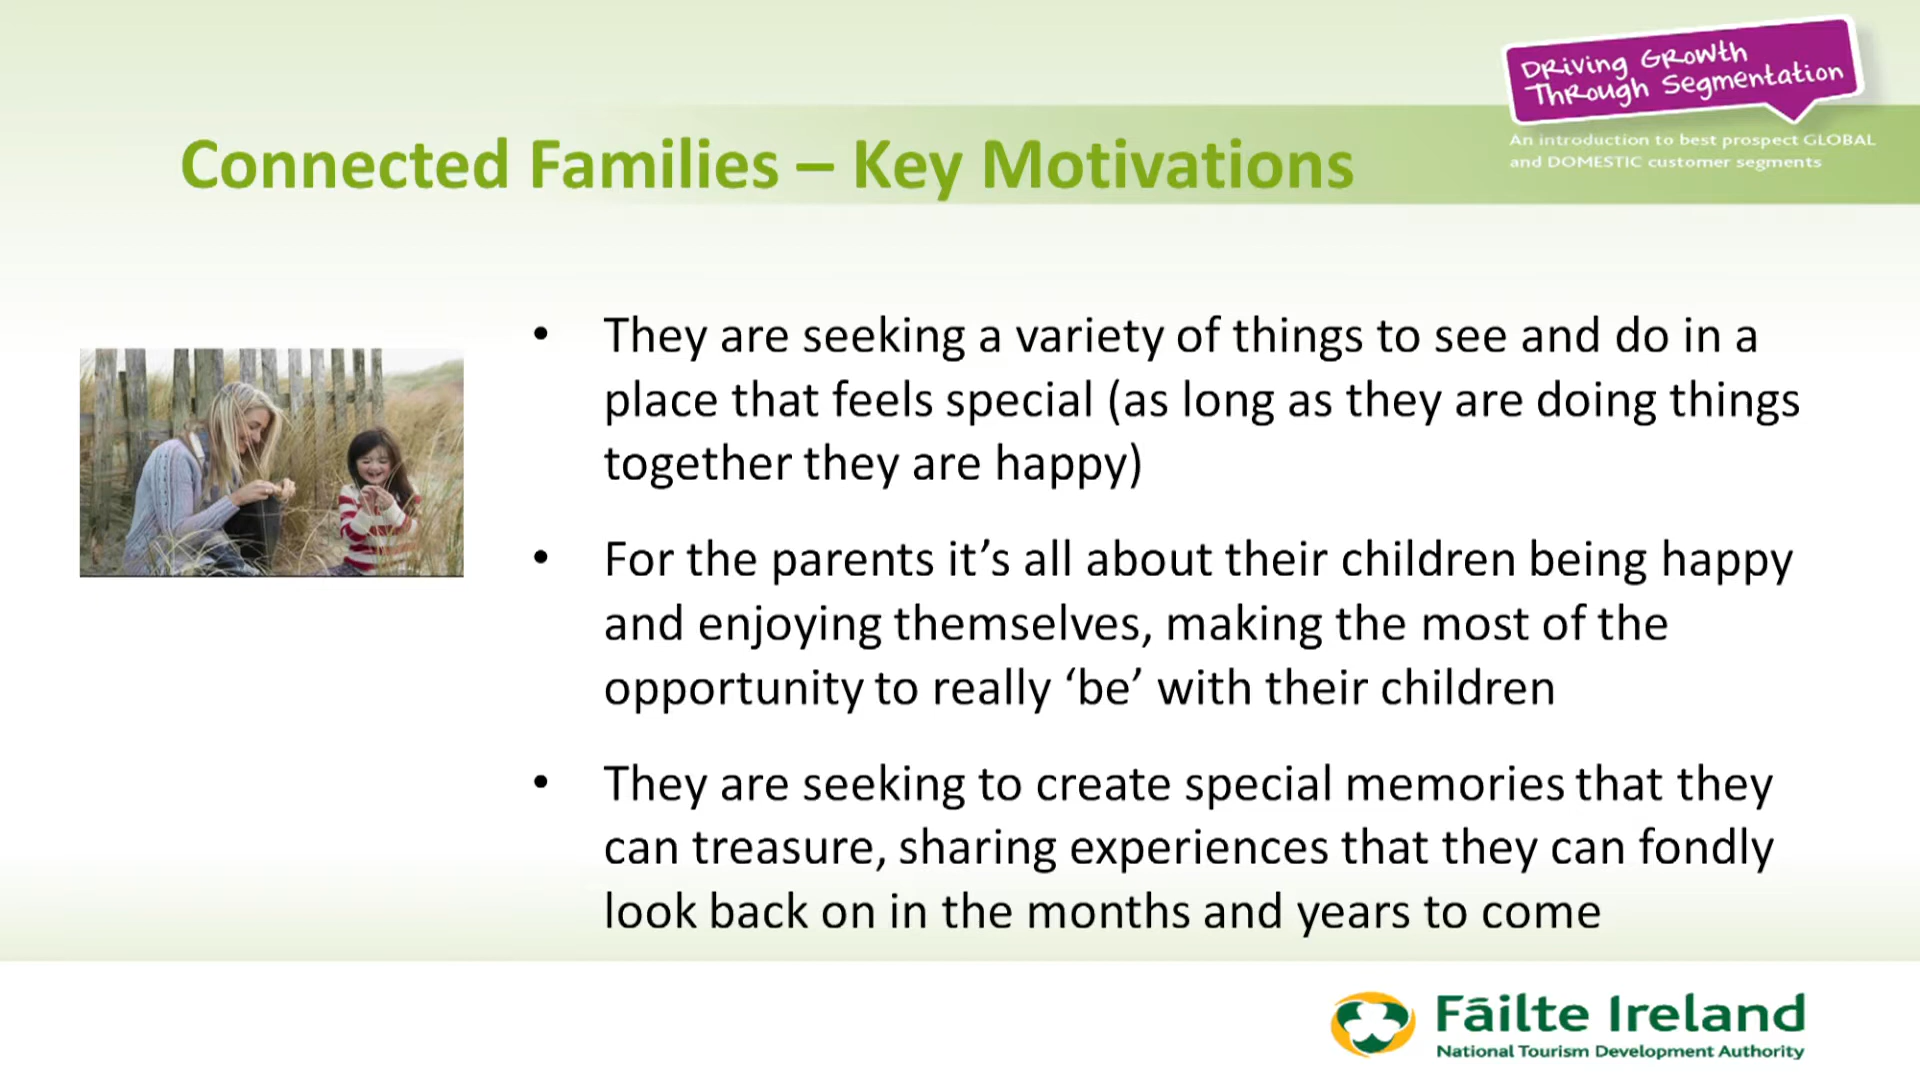 DRiving GRowth
ThRough Segmentation
An introduction to best prospect GLOBAL
and DOMESTIC customer segments
Connected Families – Key Motivations
• They are seeking a variety of things to see and do in a
place that feels special (as long as they are doing things
together they are happy)
• For the parents it’s all about their children being happy
and enjoying themselves, making the most of the
opportunity to really ‘be’ with their children
• They are seeking to create special memories that they
can treasure, sharing experiences that they can fondly
look back on in the months and years to come
Fáilte Ireland
National Tourism Development Authority